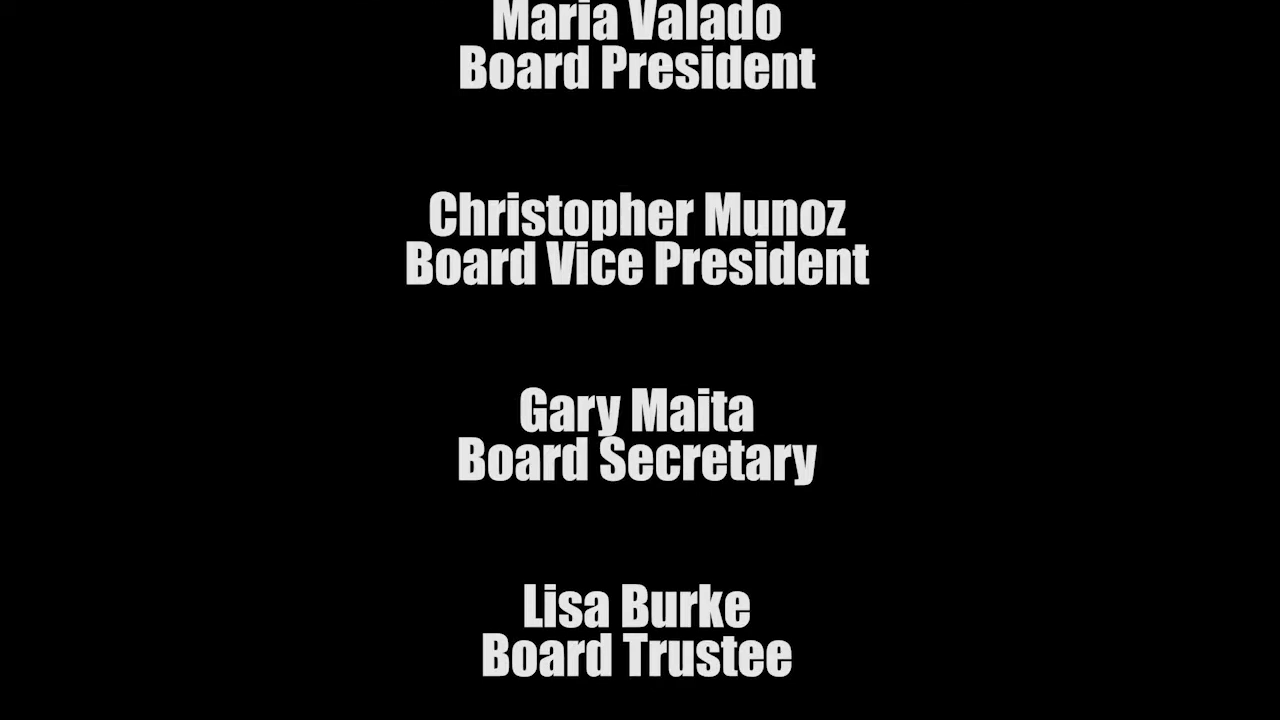 Maria Valado
Board President
Christopher Munoz
Board Vice President
Gary Maita
Board Secretary
Lisa Burke
Board Trustee